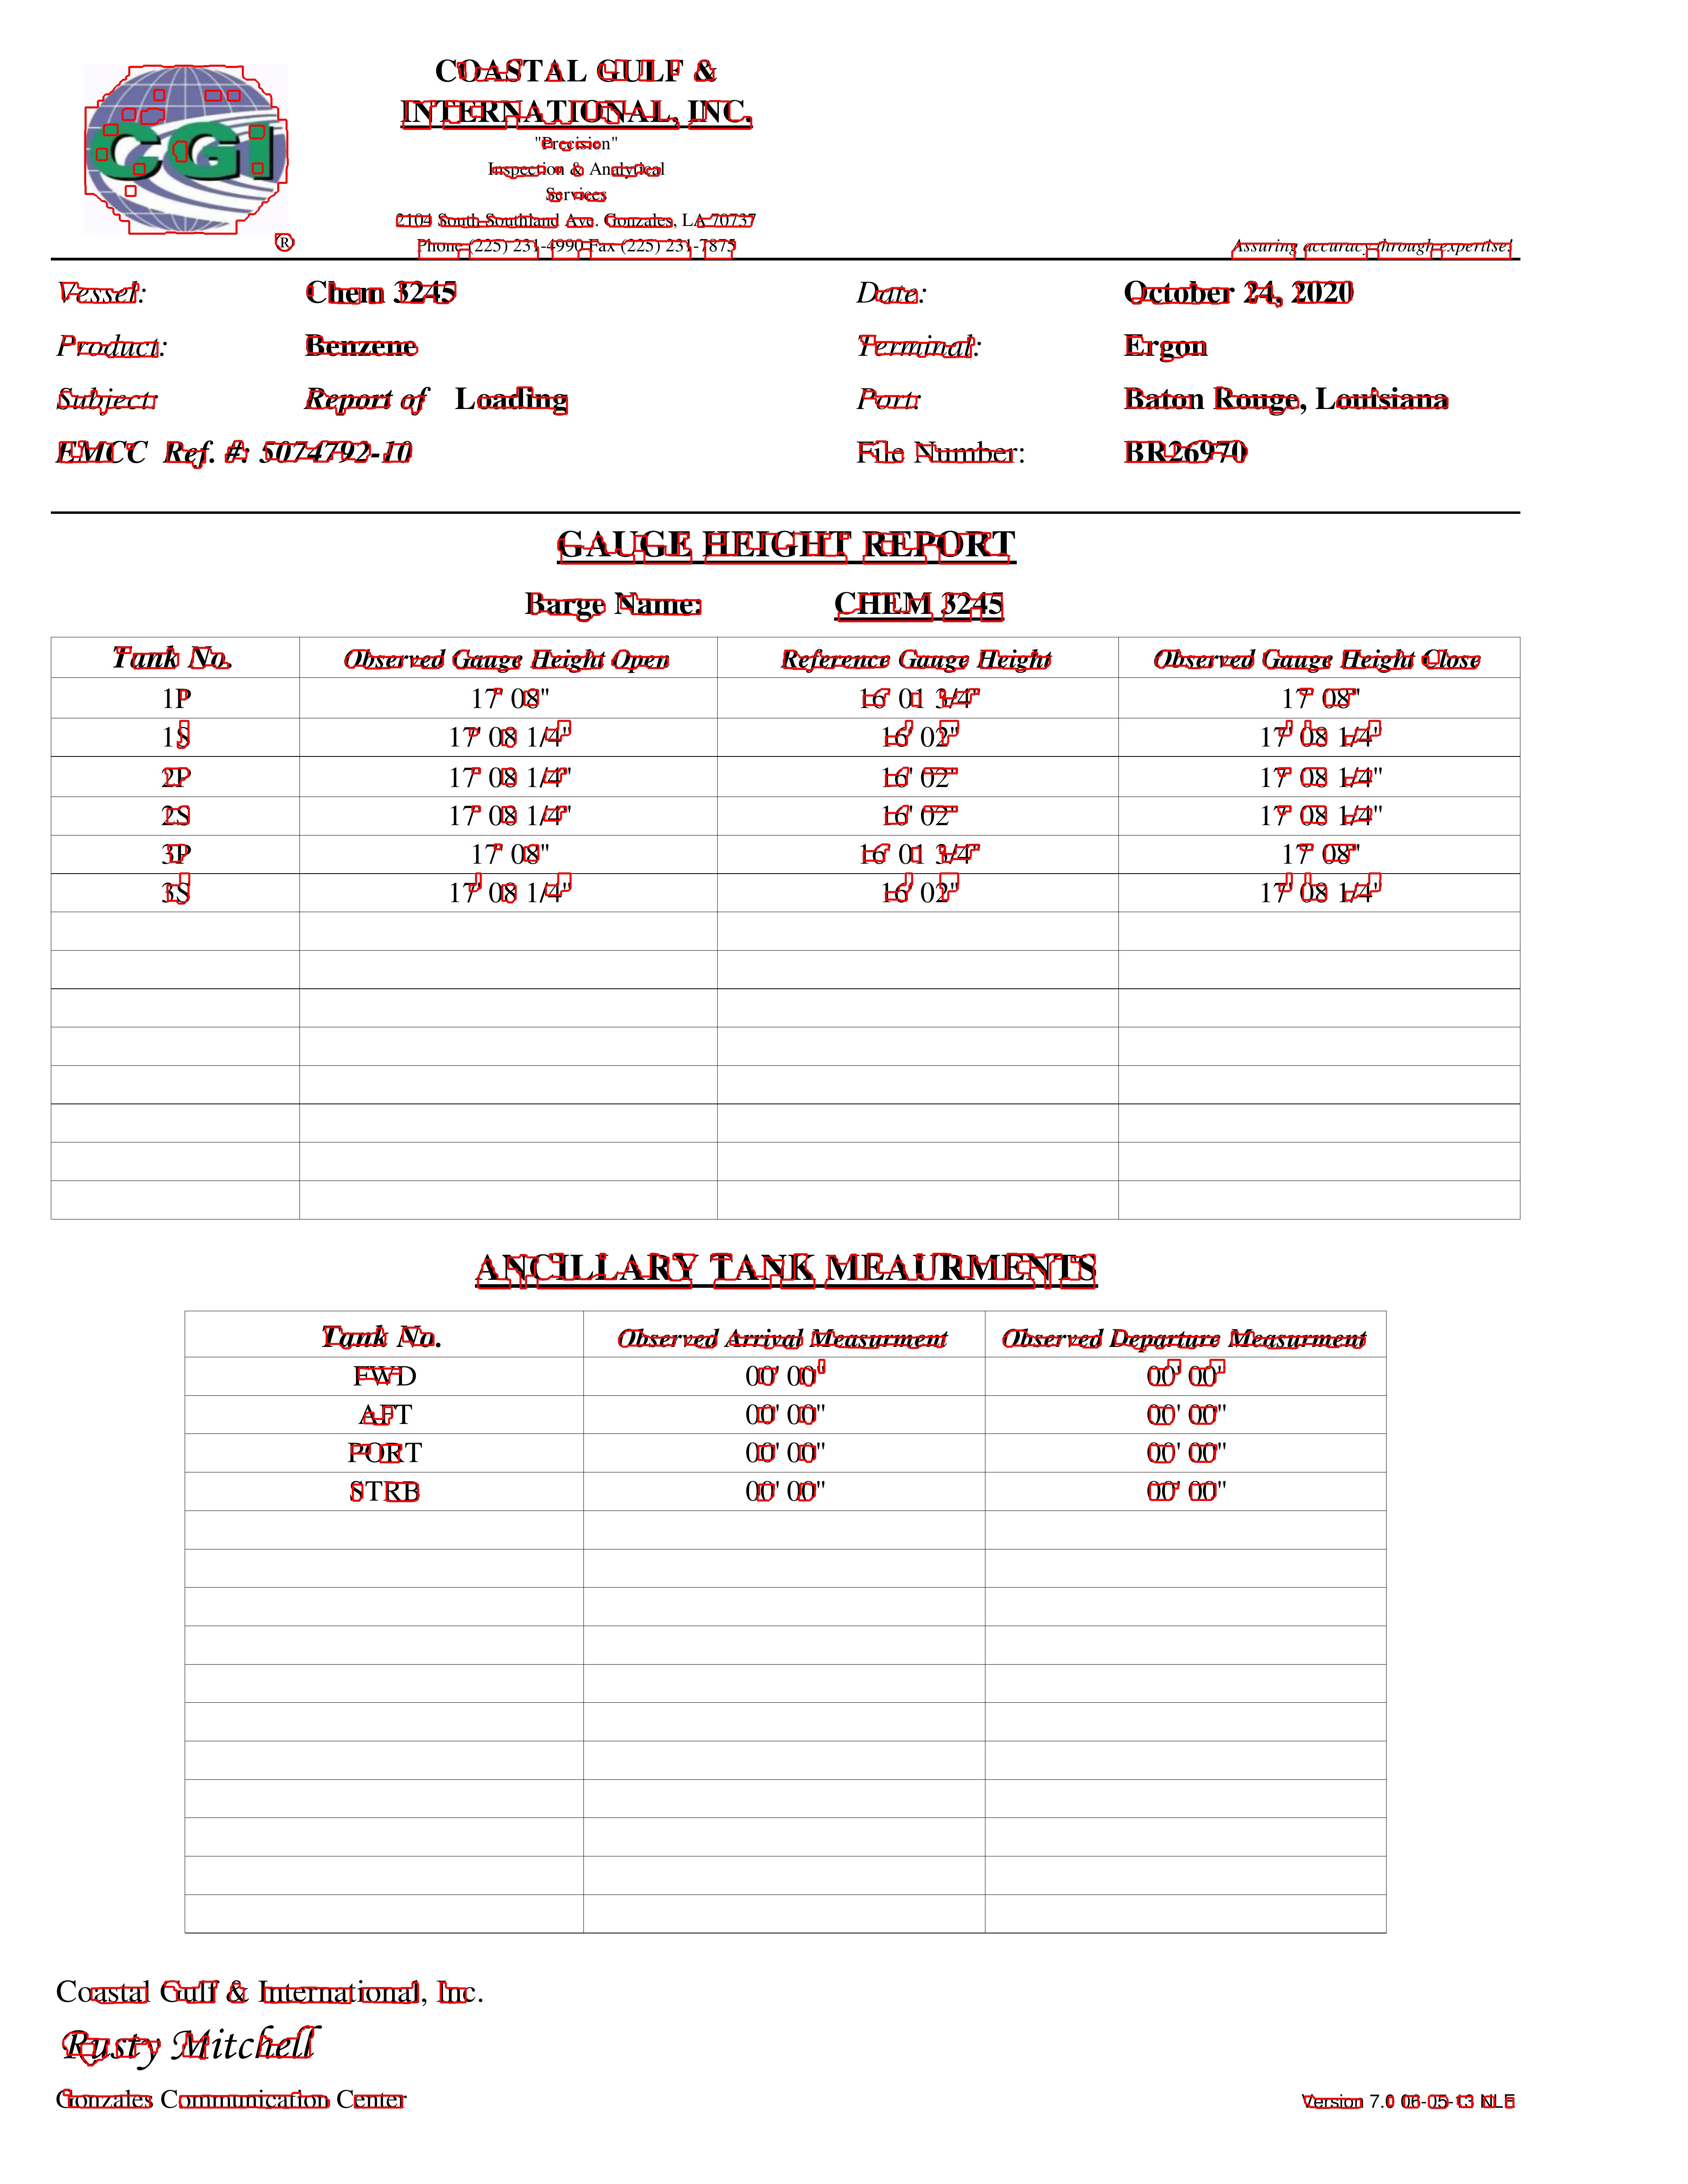 CGI
®
COASTAL GULF &
INTERNATIONAL, INC.
"Precision"
Inspection & Analytical
Services
2104 South Southland Ave. Gonzales, LA 70737
Phone (225) 231-4990 Fax (225) 231-7875
Assuring accuracy through expertise!
Vessel: Chem 3245 Date: October 24, 2020
Product: Benzene Terminal: Ergon
Subject: Report of Loading Port: Baton Rouge, Louisiana
EMCC Ref. #: 5074792-10 File Number: BR26970
GAUGE HEIGHT REPORT
Barge Name: CHEM 3245
Tank No. Observed Gauge Height Open Reference Gauge Height Observed Gauge Height Close
1P 17' 08" 16' 01 3/4" 17' 08"
1S 17' 08 1/4" 16' 02" 17' 08 1/4"
2P 17' 08 1/4" 16' 02" 17' 08 1/4"
2S 17' 08 1/4" 16' 02" 17' 08 1/4"
3P 17' 08" 16' 01 3/4" 17' 08"
3S 17' 08 1/4" 16' 02" 17' 08 1/4"
ANCILLARY TANK MEAURMENTS
Tank No. Observed Arrival Measurment Observed Departure Measurment
FWD 00' 00" 00' 00"
AFT 00' 00" 00' 00"
PORT 00' 00" 00' 00"
STRB 00' 00" 00' 00"
Coastal Gulf & International, Inc.
Rusty Mitchell
Gonzales Communication Center
Version 7.0 06-05-13 NLE